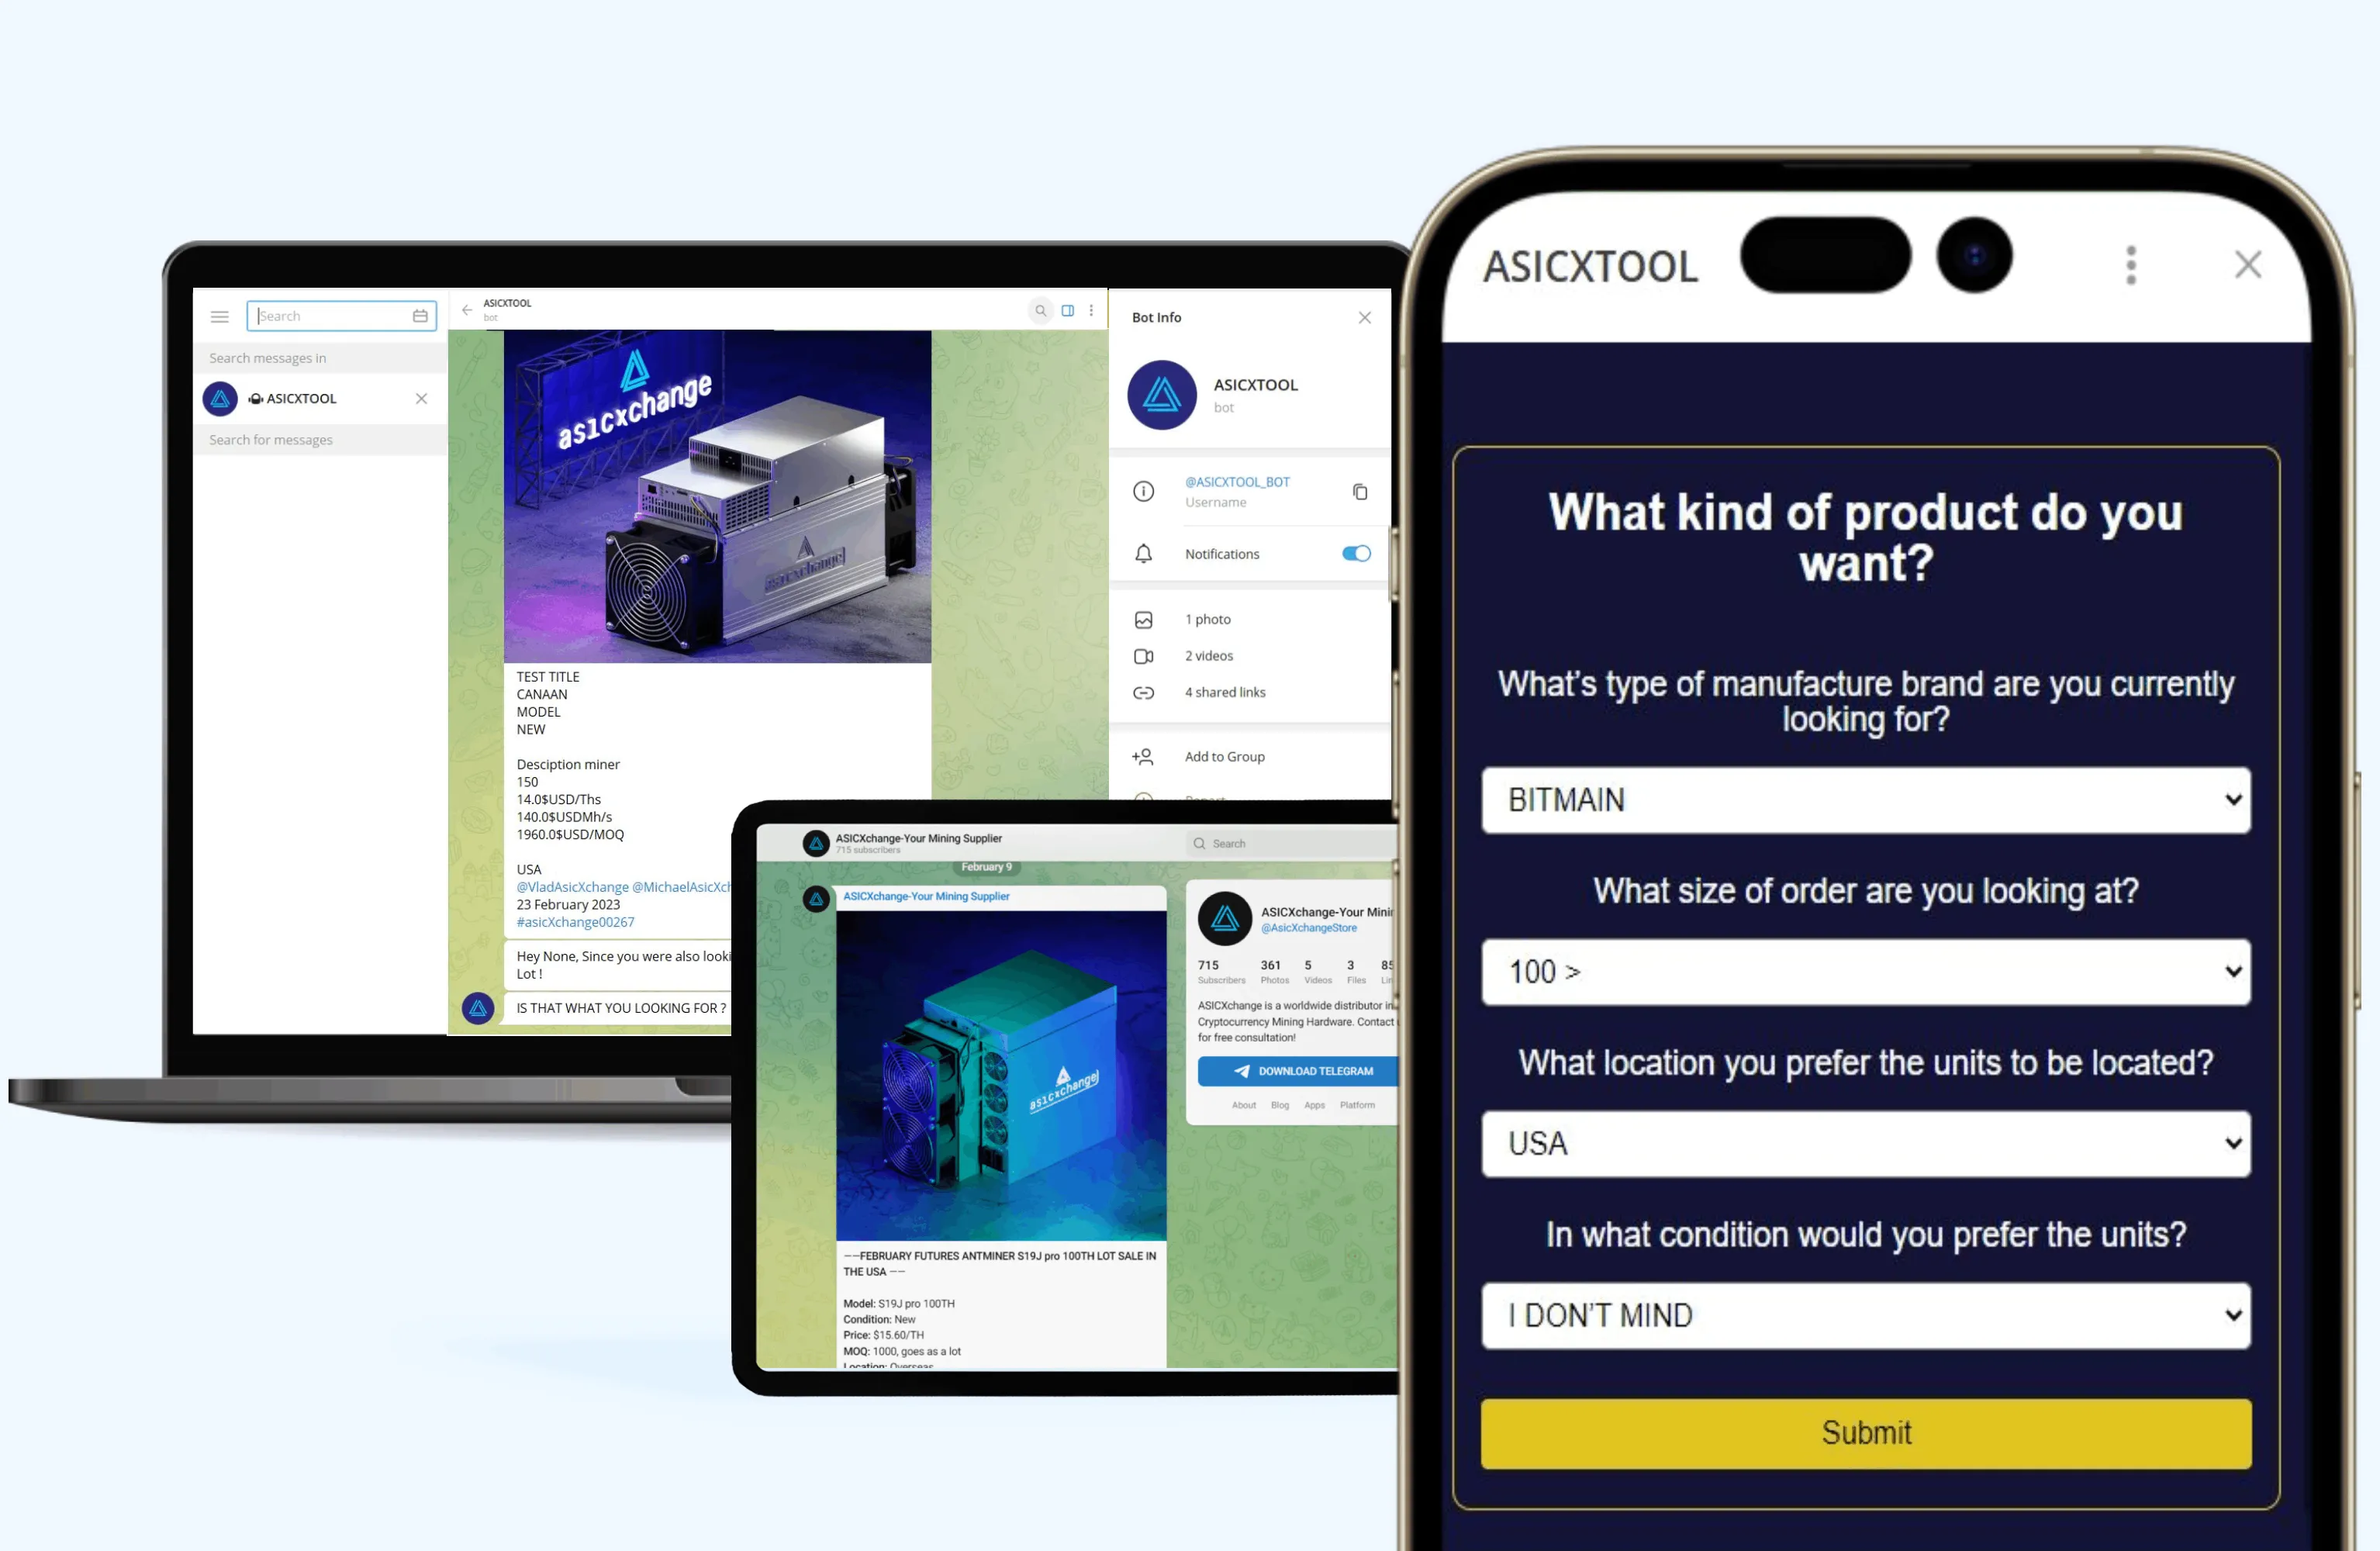 Search
Search messages in
ASICXTOOL
Search for messages
ASICXTOOL
bot
asicxchange
asicxchange
TEST TITLE
CANAAN
MODEL
NEW
Desciption miner
150
14.0$USD/Ths
140.0$USDMh/s
1960.0$USD/MOQ
USA
@VladAsicXchange @MichaelAsicXch
23 February 2023
#asicXchange00267
Hey None, Since you were also looki
Lot !
IS THAT WHAT YOU LOOKING FOR ?
Bot Info
ASICXTOOL
bot
@ASICXTOOL_BOT
Username
Notifications
1 photo
2 videos
4 shared links
Add to Group
ASICXchange-Your Mining Supplier
715 subscribers
Search
February 9
ASICXchange-Your Mining Supplier
asicxchange
——FEBRUARY FUTURES ANTMINER S19J pro 100TH LOT SALE IN
THE USA ——
Model: S19J pro 100TH
Condition: New
Price: $15.60/TH
MOQ: 1000, goes as a lot
Location: Overseas
ASICXchange-Your Minin
@AsicXchangeStore
715 361 5 3 85
Subscribers Photos Videos Files Lin
ASICXchange is a worldwide distributor in
Cryptocurrency Mining Hardware. Contact
for free consultation!
DOWNLOAD TELEGRAM
About Blog Apps Platform
ASICXTOOL
What kind of product do you
want?
What's type of manufacture brand are you currently
looking for?
BITMAIN
What size of order are you looking at?
100 >
What location you prefer the units to be located?
USA
In what condition would you prefer the units?
I DON'T MIND
Submit